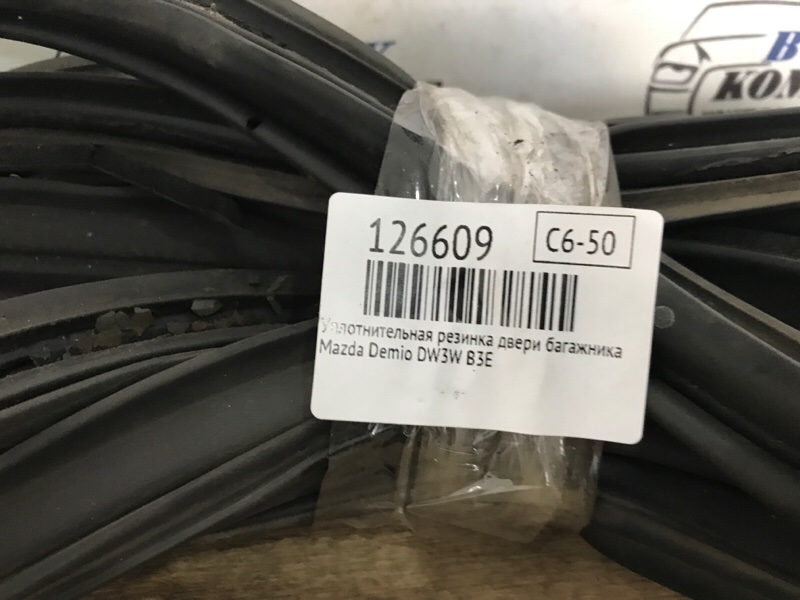 126609
C6-50
Уплотнительная резинка двери багажника
Mazda Demio DW3W B3E